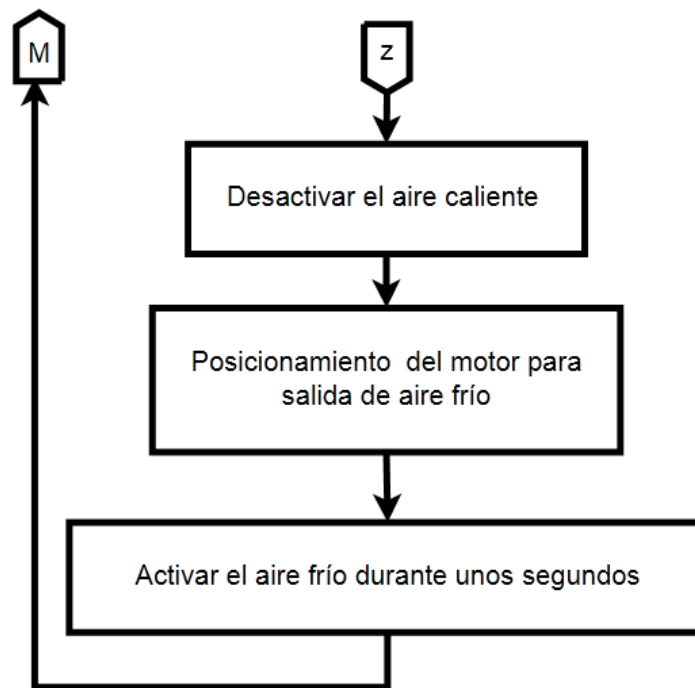 M
z
Desactivar el aire caliente
Posicionamiento del motor para
salida de aire frío
Activar el aire frío durante unos segundos